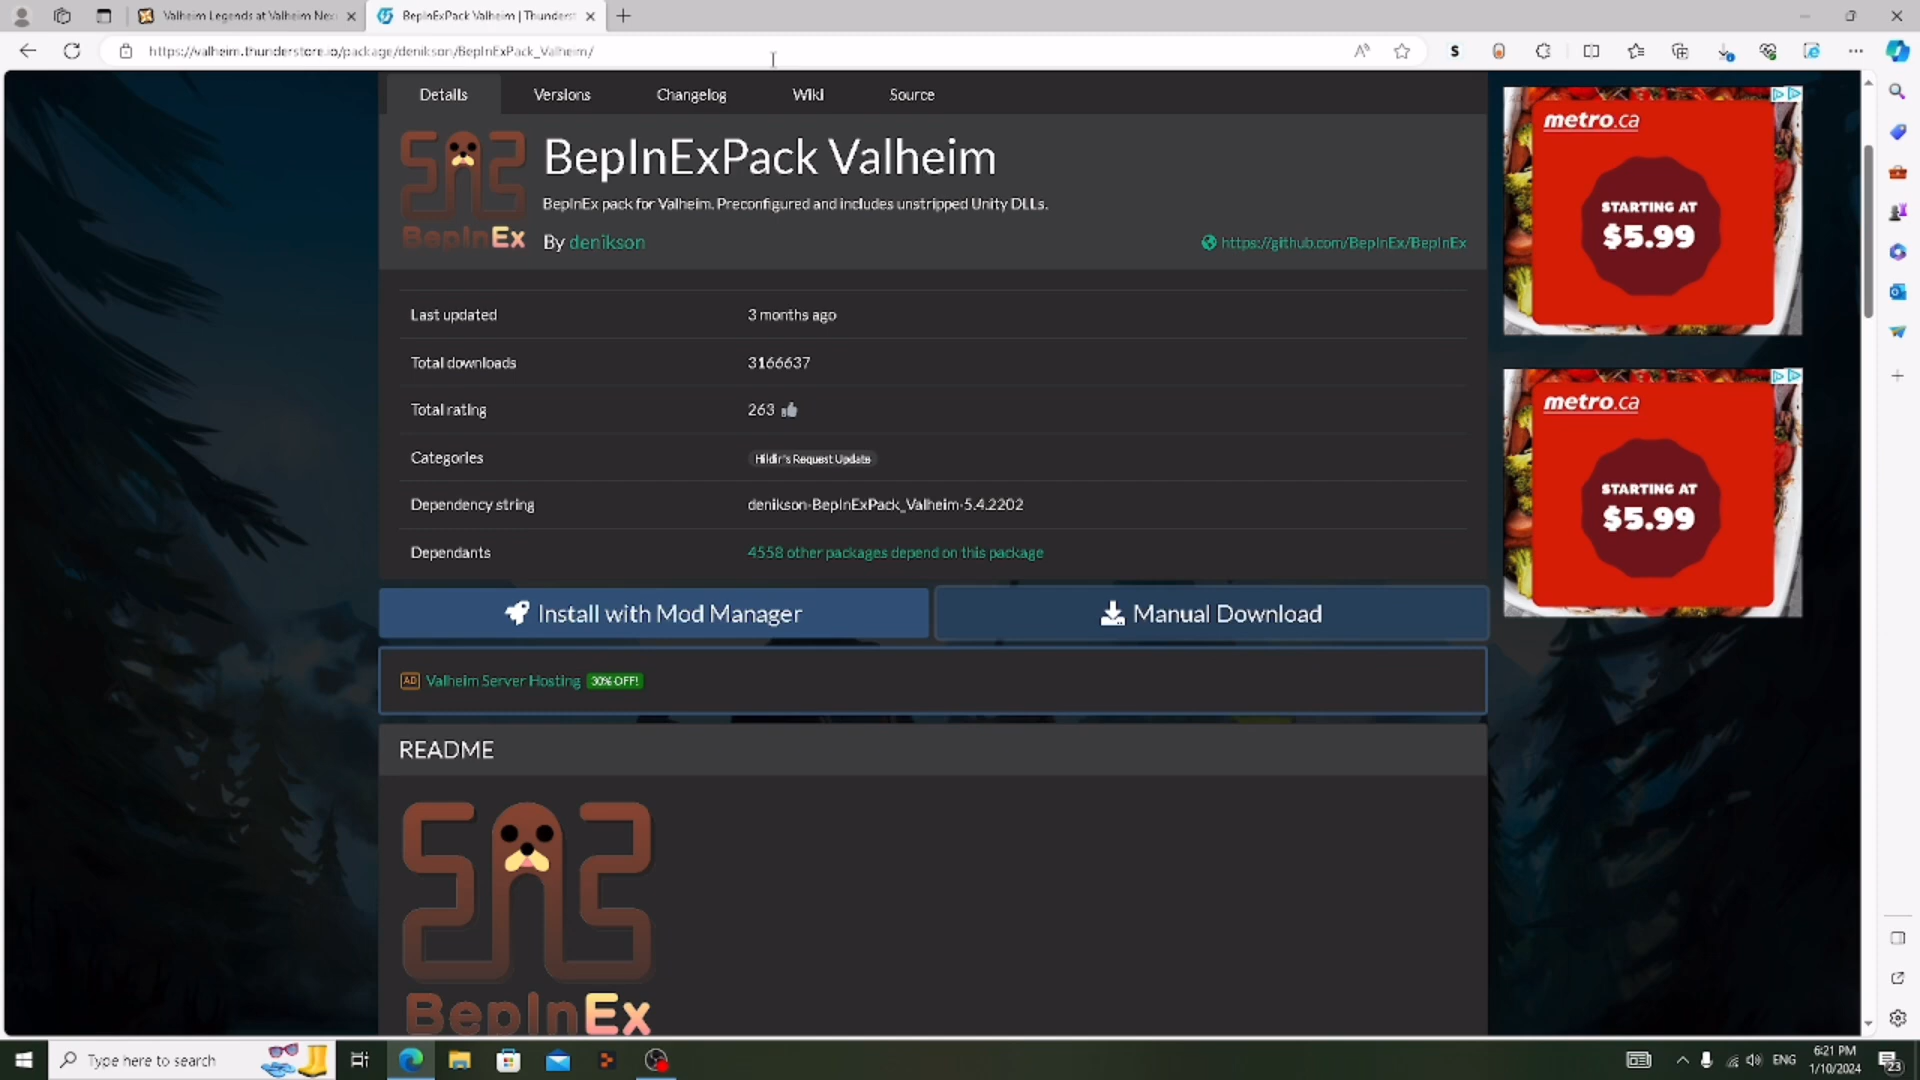 Valheim Legends at Valheim Nex
BepInExPack Valheim | Thunderst
https://valheim.thunderstore.io/package/denikson/BepInExPack_Valheim/
Details
Versions
Changelog
Wiki
Source
BepInExPack Valheim
BepInEx pack for Valheim. Preconfigured and includes unstripped Unity DLLs.
BepInEx
By denikson
https://github.com/BepInEx/BepInEx
Last updated
3 months ago
Total downloads
3166637
Total rating
263
Categories
Hildir's Request Update
Dependency string
denikson-BepInExPack_Valheim-5.4.2202
Dependants
4558 other packages depend on this package
Install with Mod Manager
Manual Download
AD Valheim Server Hosting 30% OFF!
README
BepInEx
metro.ca
STARTING AT
$5.99
metro.ca
STARTING AT
$5.99
Type here to search
ENG
6:21 PM
1/10/2024
23